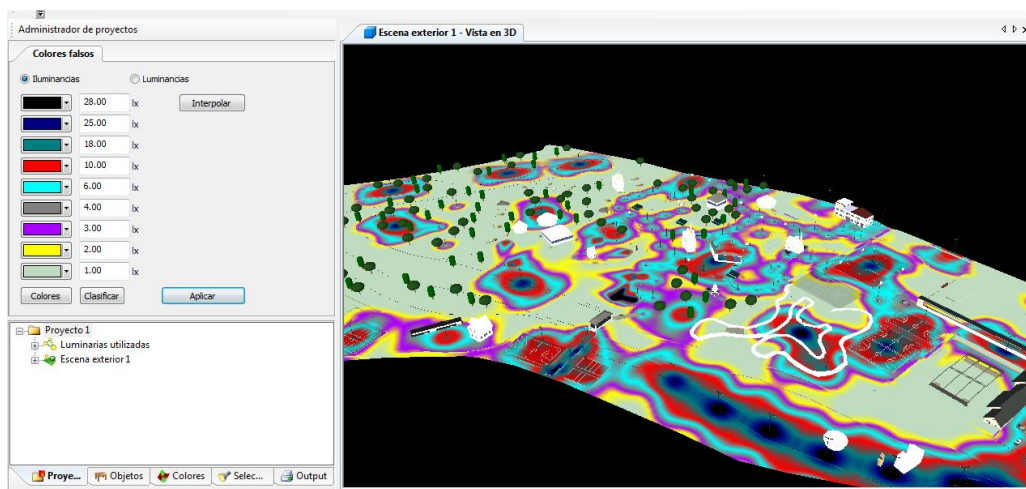 Administrador de proyectos
Colores falsos
Iluminancias
Luminancias
28.00 lx
Interpolar
25.00 lx
18.00 lx
10.00 lx
6.00 lx
4.00 lx
3.00 lx
2.00 lx
1.00 lx
Colores
Clasificar
Aplicar
Proyecto 1
Luminarias utilizadas
Escena exterior 1
Proye...
Objetos
Colores
Selec...
Output
Escena exterior 1 - Vista en 3D